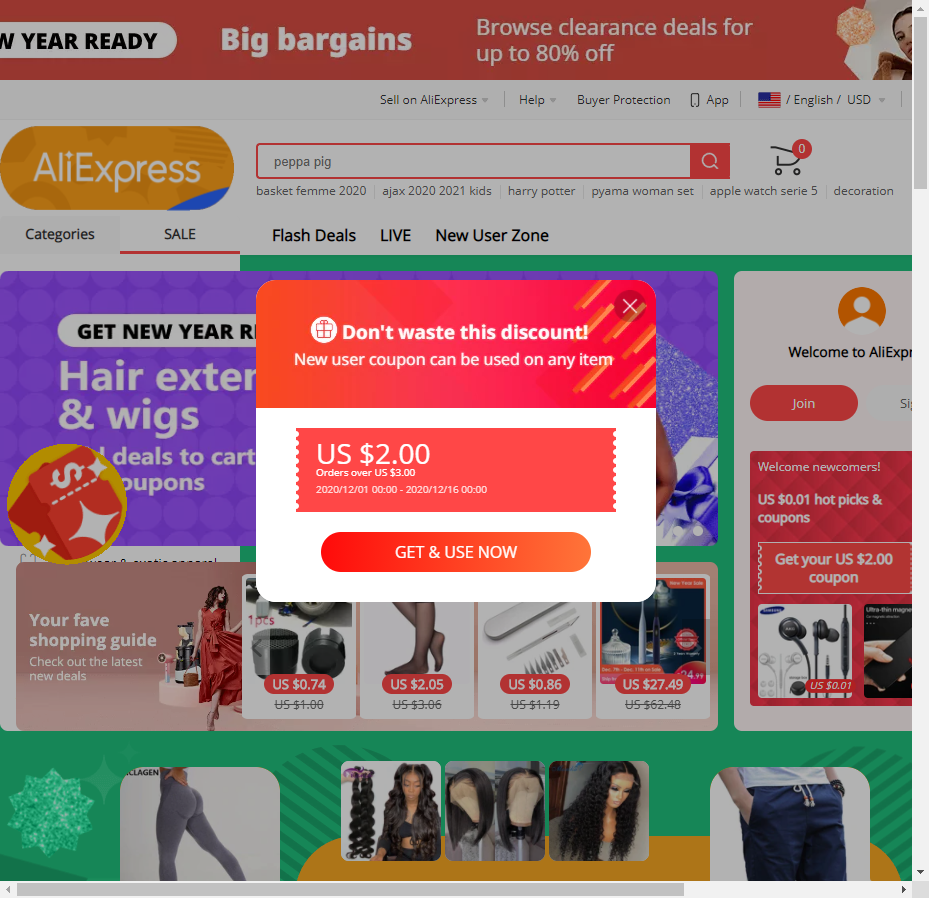 W YEAR READY
Big bargains
Browse clearance deals for
up to 80% off
Sell on AliExpress
Help
Buyer Protection
App
/ English / USD
AliExpress
peppa pig
0
basket femme 2020
ajax 2020 2021 kids
harry potter
pyama woman set
apple watch serie 5
decoration
Categories
SALE
Flash Deals
LIVE
New User Zone
GET NEW YEAR R
Hair exter
& wigs
d deals to cart
oupons
Don't waste this discount!
New user coupon can be used on any item
US $2.00
Orders over US $3.00
2020/12/01 00:00 - 2020/12/16 00:00
GET & USE NOW
Welcome to AliExpr
Join
Si
Welcome newcomers!
US $0.01 hot picks &
coupons
Get your US $2.00
coupon
SAMSUNG
Ultra-thin magne
US $0.01
Your fave
shopping guide
Check out the latest
new deals
1pcs
US $0.74
US $1.00
US $2.05
US $3.06
US $0.86
US $1.19
US $27.49
US $62.48